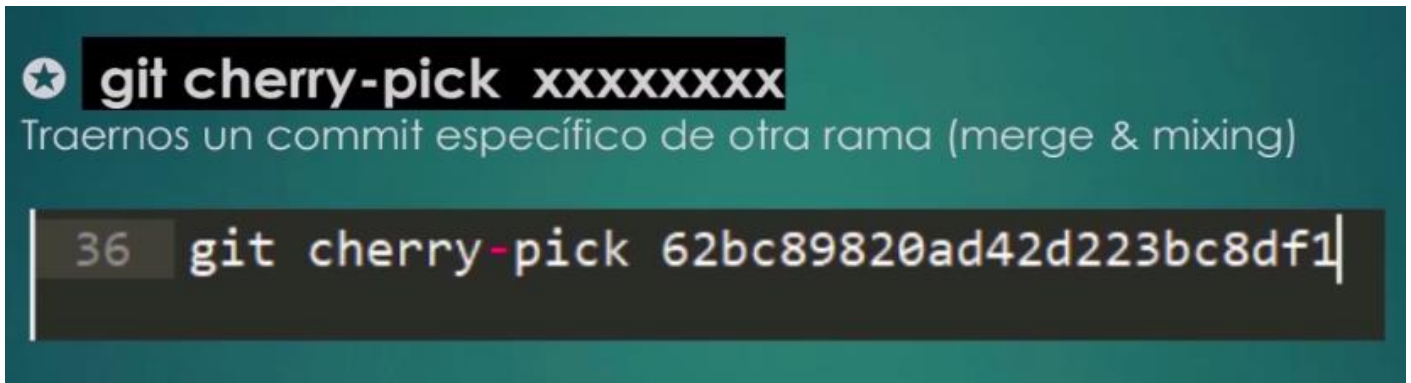 ✪ git cherry-pick xxxxxxxx
Traernos un commit específico de otra rama (merge & mixing)
36 git cherry-pick 62bc89820ad42d223bc8df1